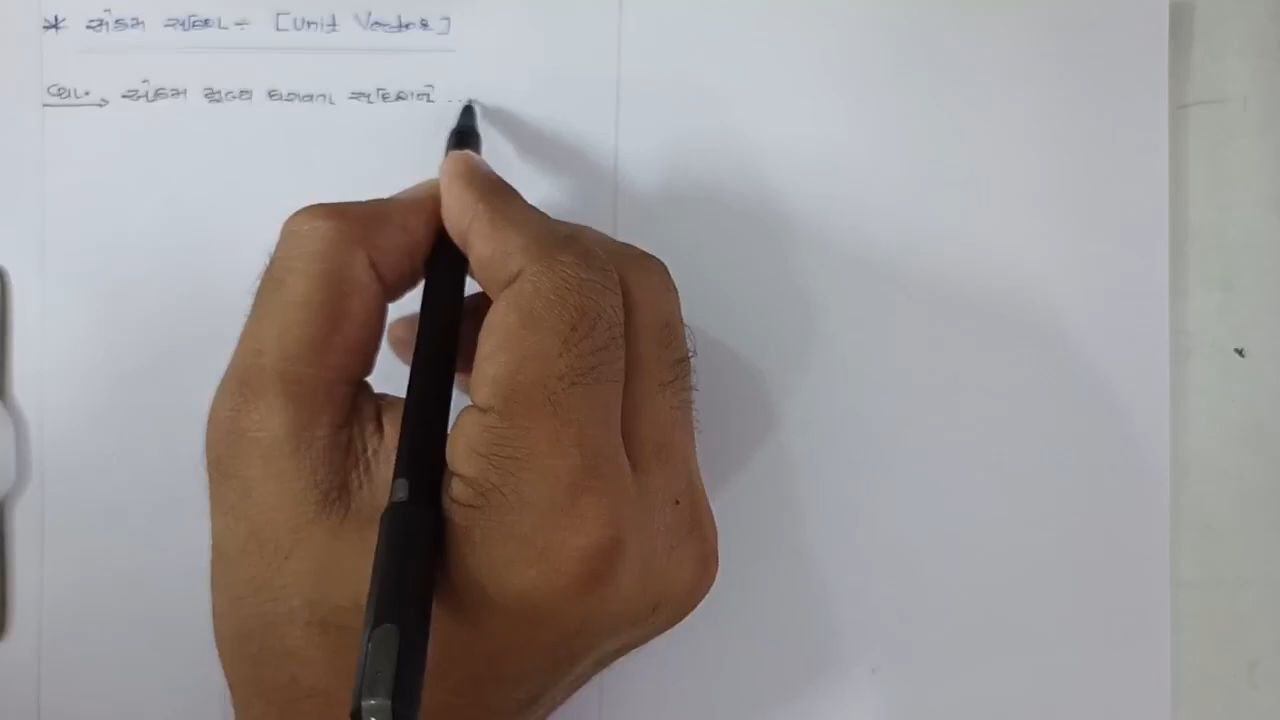 * એકમ સદિશ :- [Unit Vector]
વ્યા. એકમ મૂલ્ય ધરાવતા સદિશને ...